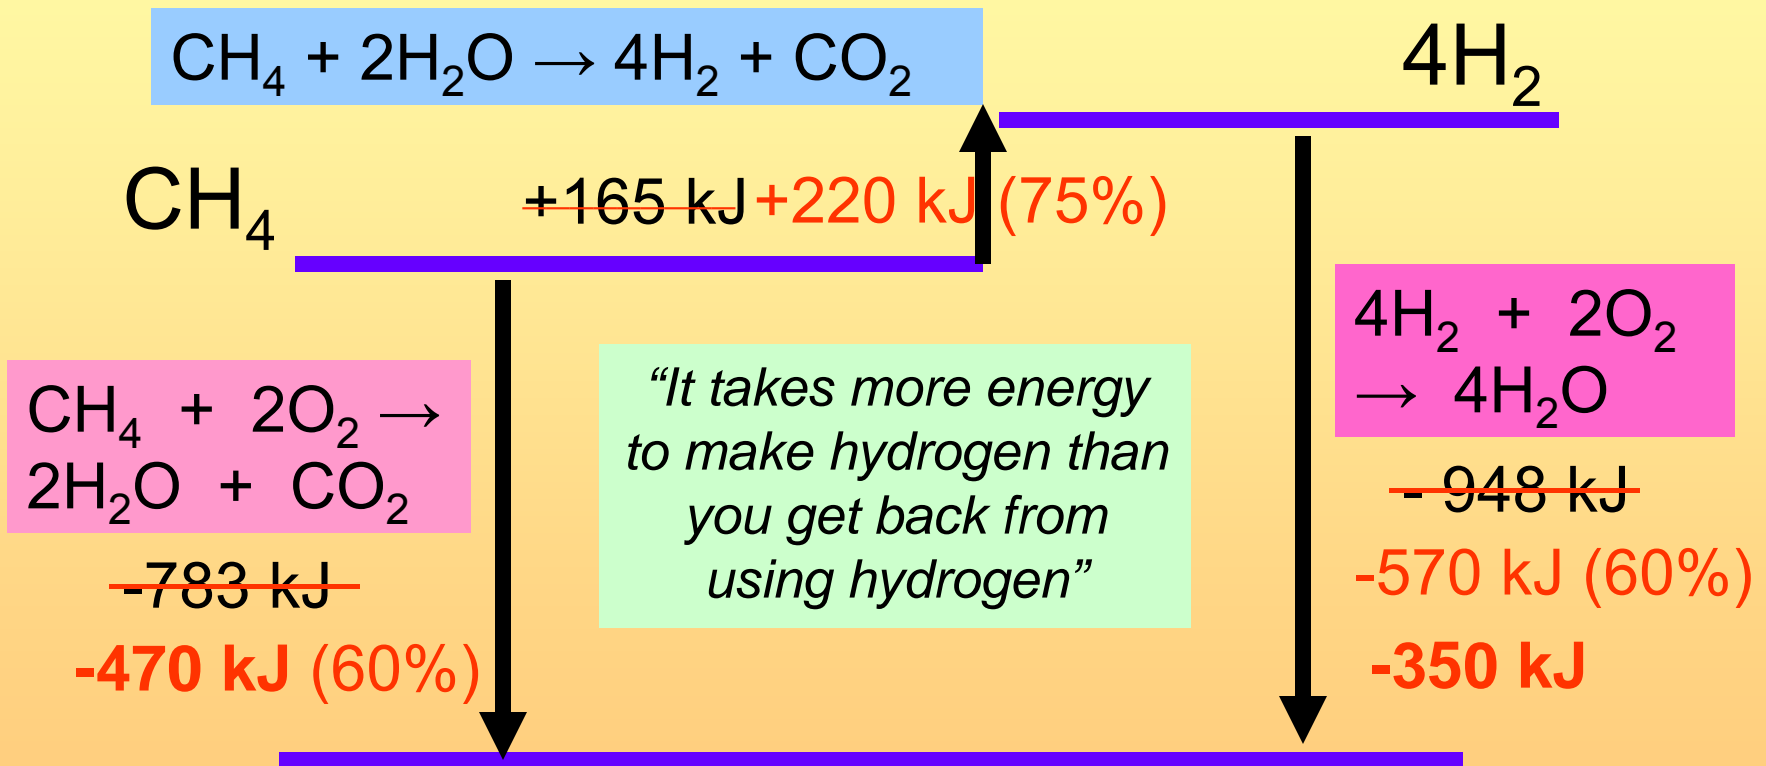 CH₄ + 2H₂O → 4H₂ + CO₂
4H₂
CH₄
+165 kJ +220 kJ (75%)
CH₄ + 2O₂ →
2H₂O + CO₂
-783 kJ
-470 kJ (60%)
“It takes more energy
to make hydrogen than
you get back from
using hydrogen”
4H₂ + 2O₂
→ 4H₂O
- 948 kJ
-570 kJ (60%)
-350 kJ